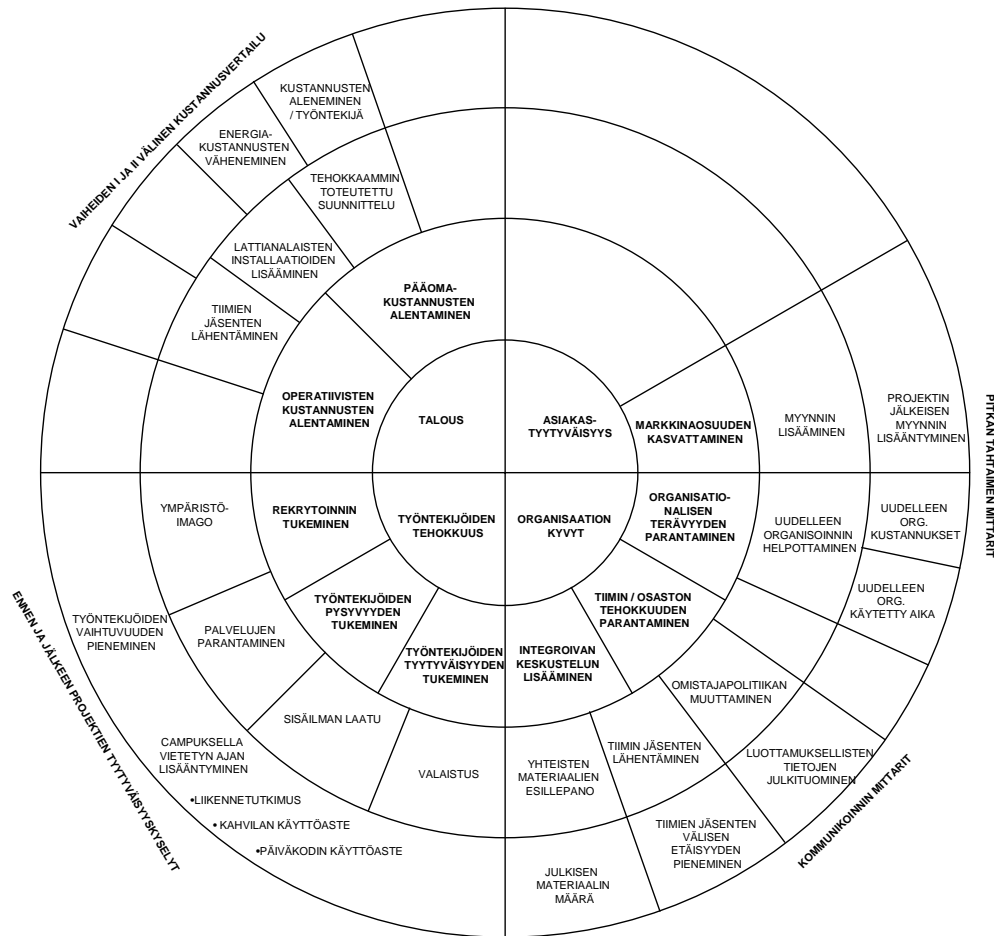 VAIHEIDEN I JA II VÄLINEN KUSTANNUSVERTAILU
KUSTANNUSTEN
ALENEMINEN
/ TYÖNTEKIJÄ
ENERGIA-
KUSTANNUSTEN
VÄHENEMINEN
TEHOKKAAMMIN
TOTEUTETTU
SUUNNITTELU
LATTIANALAISTEN
INSTALLAATIOIDEN
LISÄÄMINEN
TIIMIEN
JÄSENTEN
LÄHENTÄMINEN
PÄÄOMA-
KUSTANNUSTEN
ALENTAMINEN
OPERATIIVISTEN
KUSTANNUSTEN
ALENTAMINEN
TALOUS
ASIAKAS-
TYYTYVÄISYYS
MARKKINAOSUUDEN
KASVATTAMINEN
MYYNNIN
LISÄÄMINEN
PROJEKTIN
JÄLKEISEN
MYYNNIN
LISÄÄNTYMINEN
PITKÄN TÄHTÄIMEN MITTARIT
YMPÄRISTÖ-
IMAGO
REKRYTOINNIN
TUKEMINEN
TYÖNTEKIJÖIDEN
TEHOKKUUS
ORGANISAATION
KYVYT
ORGANISATIO-
NALISEN
TERÄVYYDEN
PARANTAMINEN
UUDELLEEN
ORGANISOINNIN
HELPOTTAMINEN
UUDELLEEN
ORG.
KUSTANNUKSET
UUDELLEEN
ORG.
KÄYTETTY AIKA
TYÖNTEKIJÖIDEN
VAIHTUVUUDEN
PIENEMINEN
PALVELUJEN
PARANTAMINEN
TYÖNTEKIJÖIDEN
PYSYVYYDEN
TUKEMINEN
TYÖNTEKIJÖIDEN
TYYTYVÄISYYDEN
TUKEMINEN
INTEGROIVAN
KESKUSTELUN
LISÄÄMINEN
TIIMIN / OSASTON
TEHOKKUUDEN
PARANTAMINEN
OMISTAJAPOLITIIKAN
MUUTTAMINEN
SISÄILMAN LAATU
VALAISTUS
YHTEISTEN
MATERIAALIEN
ESILLEPANO
TIIMIN JÄSENTEN
LÄHENTÄMINEN
LUOTTAMUKSELLISTEN
TIETOJEN
JULKITUOMINEN
CAMPUKSELLA
VIETETYN AJAN
LISÄÄNTYMINEN
•LIIKENNETUTKIMUS
• KAHVILAN KÄYTTÖASTE
•PÄIVÄKODIN KÄYTTÖASTE
JULKISEN
MATERIAALIN
MÄÄRÄ
TIIMIEN JÄSENTEN
VÄLISEN
ETÄISYYDEN
PIENEMINEN
ENNEN JA JÄLKEEN PROJEKTIEN TYYTYVÄISYYSKYSELYT
KOMMUNIKOINNIN MITTARIT